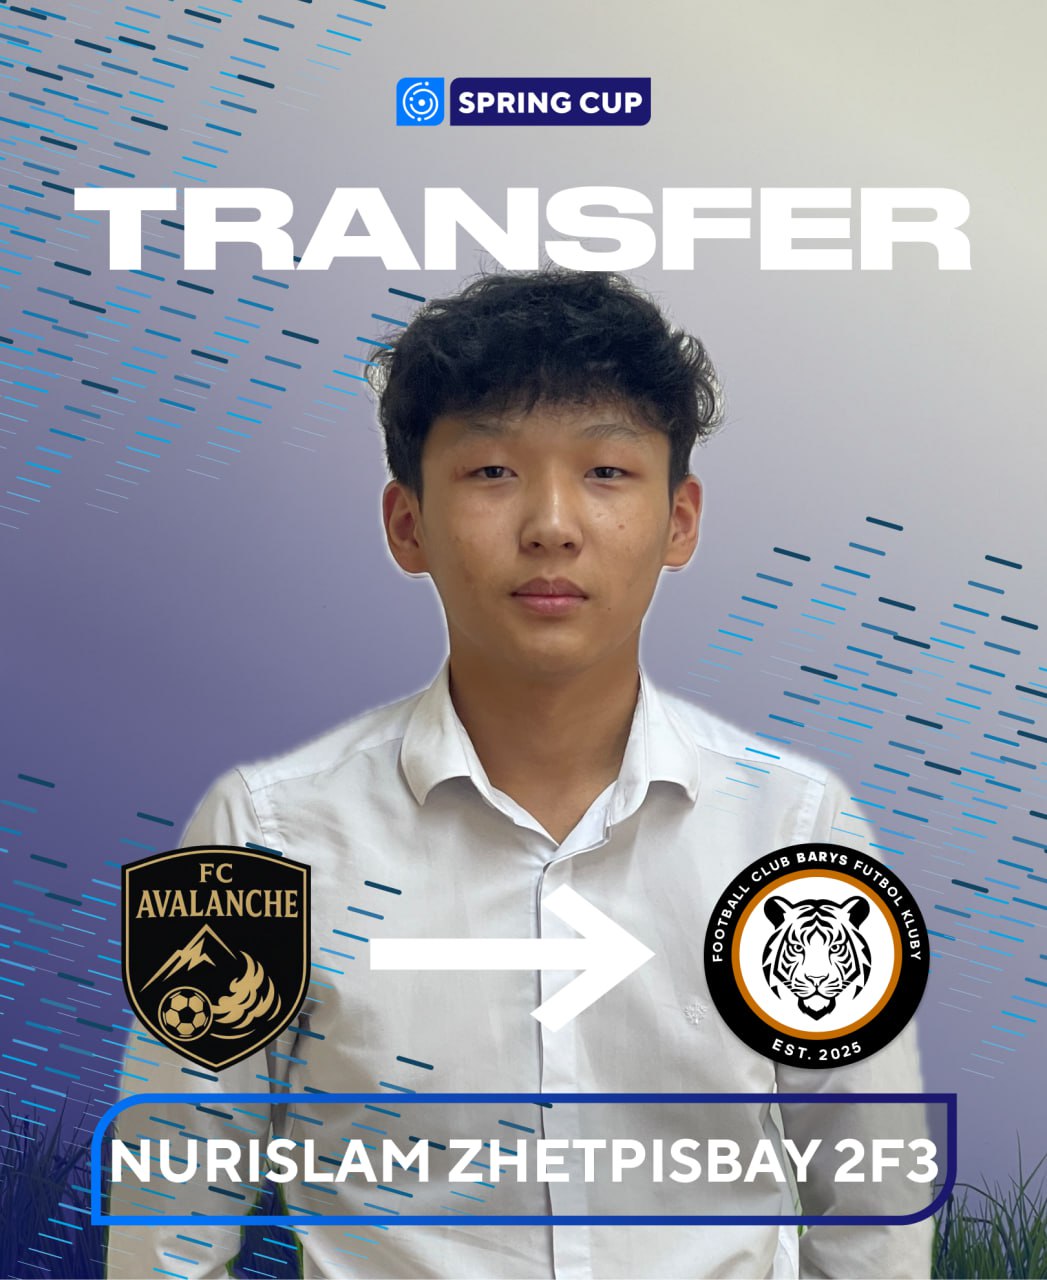 SPRING CUP
TRANSFER
FC
AVALANCHE
FOOTBALL CLUB BARYS FUTBOL KLUBY
EST. 2025
NURISLAM ZHETPISBAY 2F3